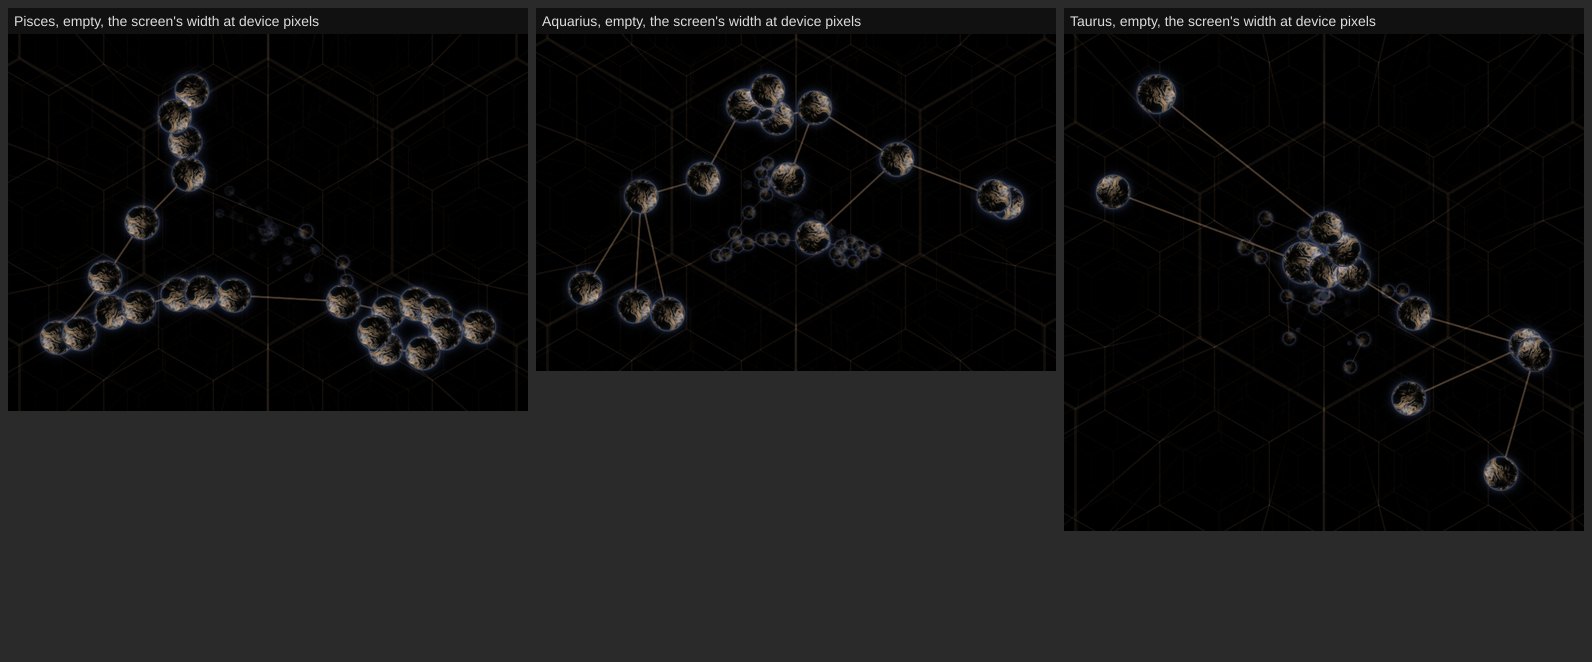 Pisces, empty, the screen's width at device pixels
Aquarius, empty, the screen's width at device pixels
Taurus, empty, the screen's width at device pixels